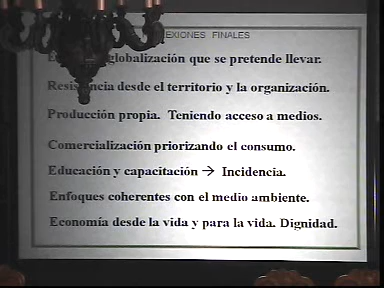 EXIONES FINALES
globalización que se pretende llevar.
Resistencia desde el territorio y la organización.
Producción propia. Teniendo acceso a medios.
Comercialización priorizando el consumo.
Educación y capacitación → Incidencia.
Enfoques coherentes con el medio ambiente.
Economía desde la vida y para la vida. Dignidad.